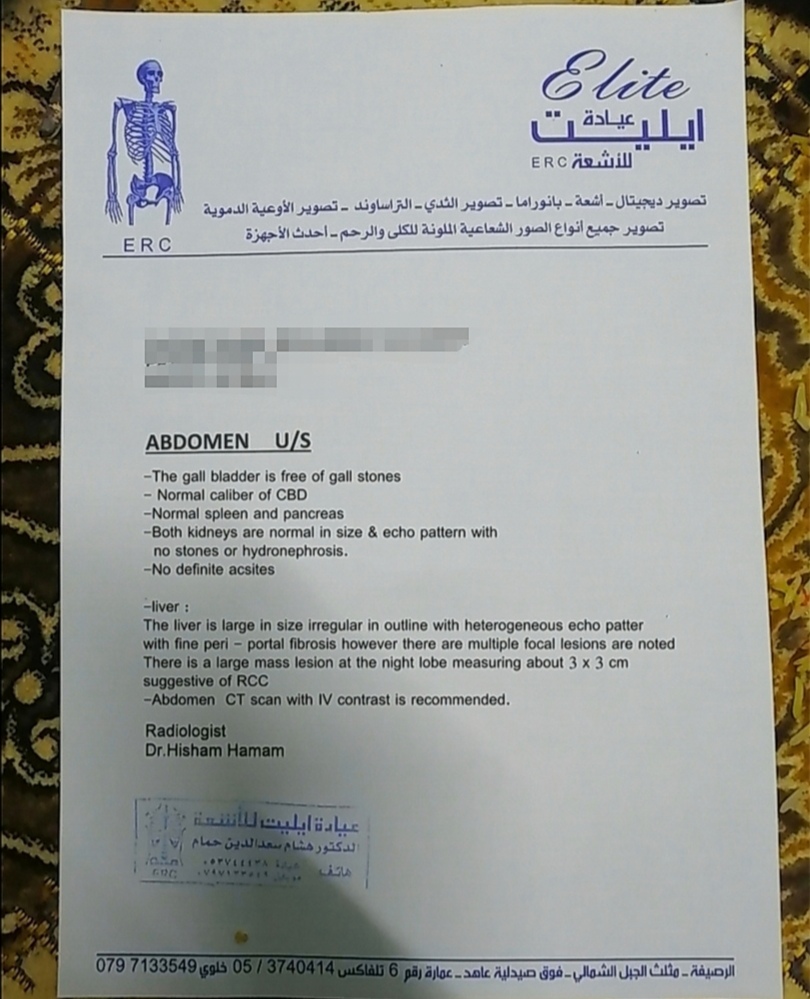 Elite
عيادة
ايليت
للأشعة ERC
تصوير ديجيتال - أشعة - بانوراما - تصوير الثدي - التراساوند - تصوير الأوعية الدموية
تصوير جميع أنواع الصور الشعاعية الملونة للكلى والرحم - أحدث الأجهزة
ERC
ABDOMEN U/S
-The gall bladder is free of gall stones
- Normal caliber of CBD
-Normal spleen and pancreas
-Both kidneys are normal in size & echo pattern with
no stones or hydronephrosis.
-No definite acsites
-liver :
The liver is large in size irregular in outline with heterogeneous echo patter
with fine peri - portal fibrosis however there are multiple focal lesions are noted
There is a large mass lesion at the night lobe measuring about 3 x 3 cm
suggestive of RCC
-Abdomen CT scan with IV contrast is recommended.
Radiologist
Dr.Hisham Hamam
عيادة ايليت للأشعة
الدكتور هشام سعدالدين حمام
هاتف
ERC
الرصيفة - مثلث الجبل الشمالي - فوق صيدلية عاهد - عمارة رقم 6 تلفاكس 05 / 3740414 خلوي 079 7133549